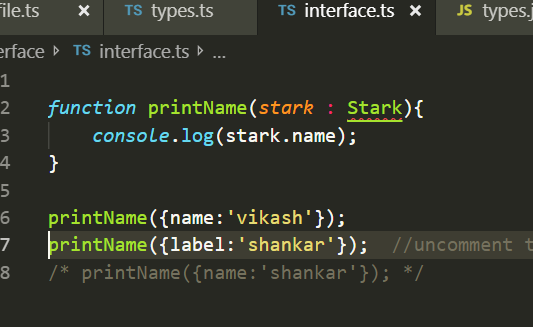 file.ts × TS types.ts TS interface.ts × JS types.j
erface > TS interface.ts > ...
1
2 function printName(stark : Stark){
3 console.log(stark.name);
4 }
5
6 printName({name:'vikash'});
7 printName({label:'shankar'}); //uncomment t
8 /* printName({name:'shankar'}); */